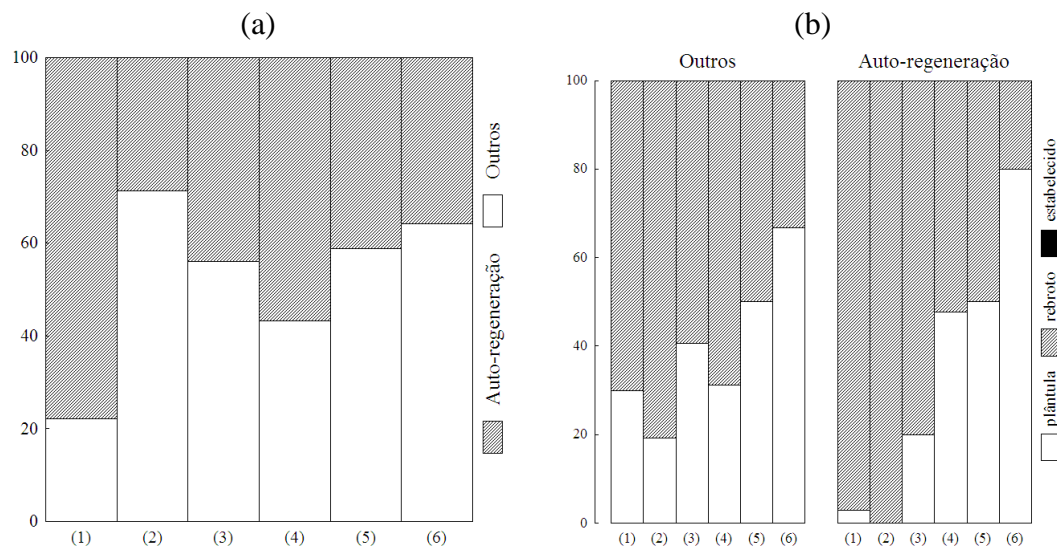 (a)
100
80
60
40
20
0
(1) (2) (3) (4) (5) (6)
Auto-regeneração Outros
(b)
Outros Auto-regeneração
100
80
60
40
20
0
(1) (2) (3) (4) (5) (6) (1) (2) (3) (4) (5) (6)
plântula rebroto estabelecido